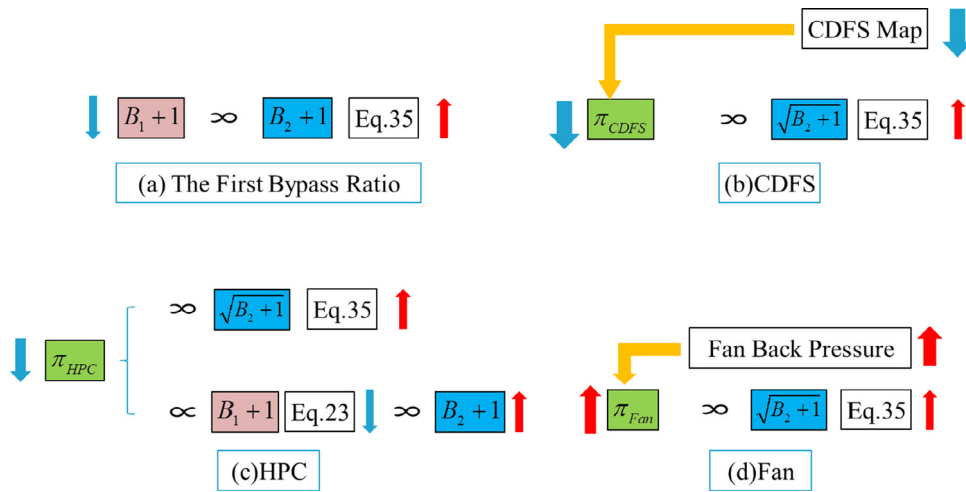 CDFS Map
B₁ + 1 ∞ B₂ + 1 Eq.35
π_CDFS ∞ √(B₂ + 1) Eq.35
(a) The First Bypass Ratio
(b)CDFS
∞ √(B₂ + 1) Eq.35
π_HPC
∝ B₁ + 1 Eq.23 ∞ B₂ + 1
(c)HPC
Fan Back Pressure
π_Fan ∞ √(B₂ + 1) Eq.35
(d)Fan